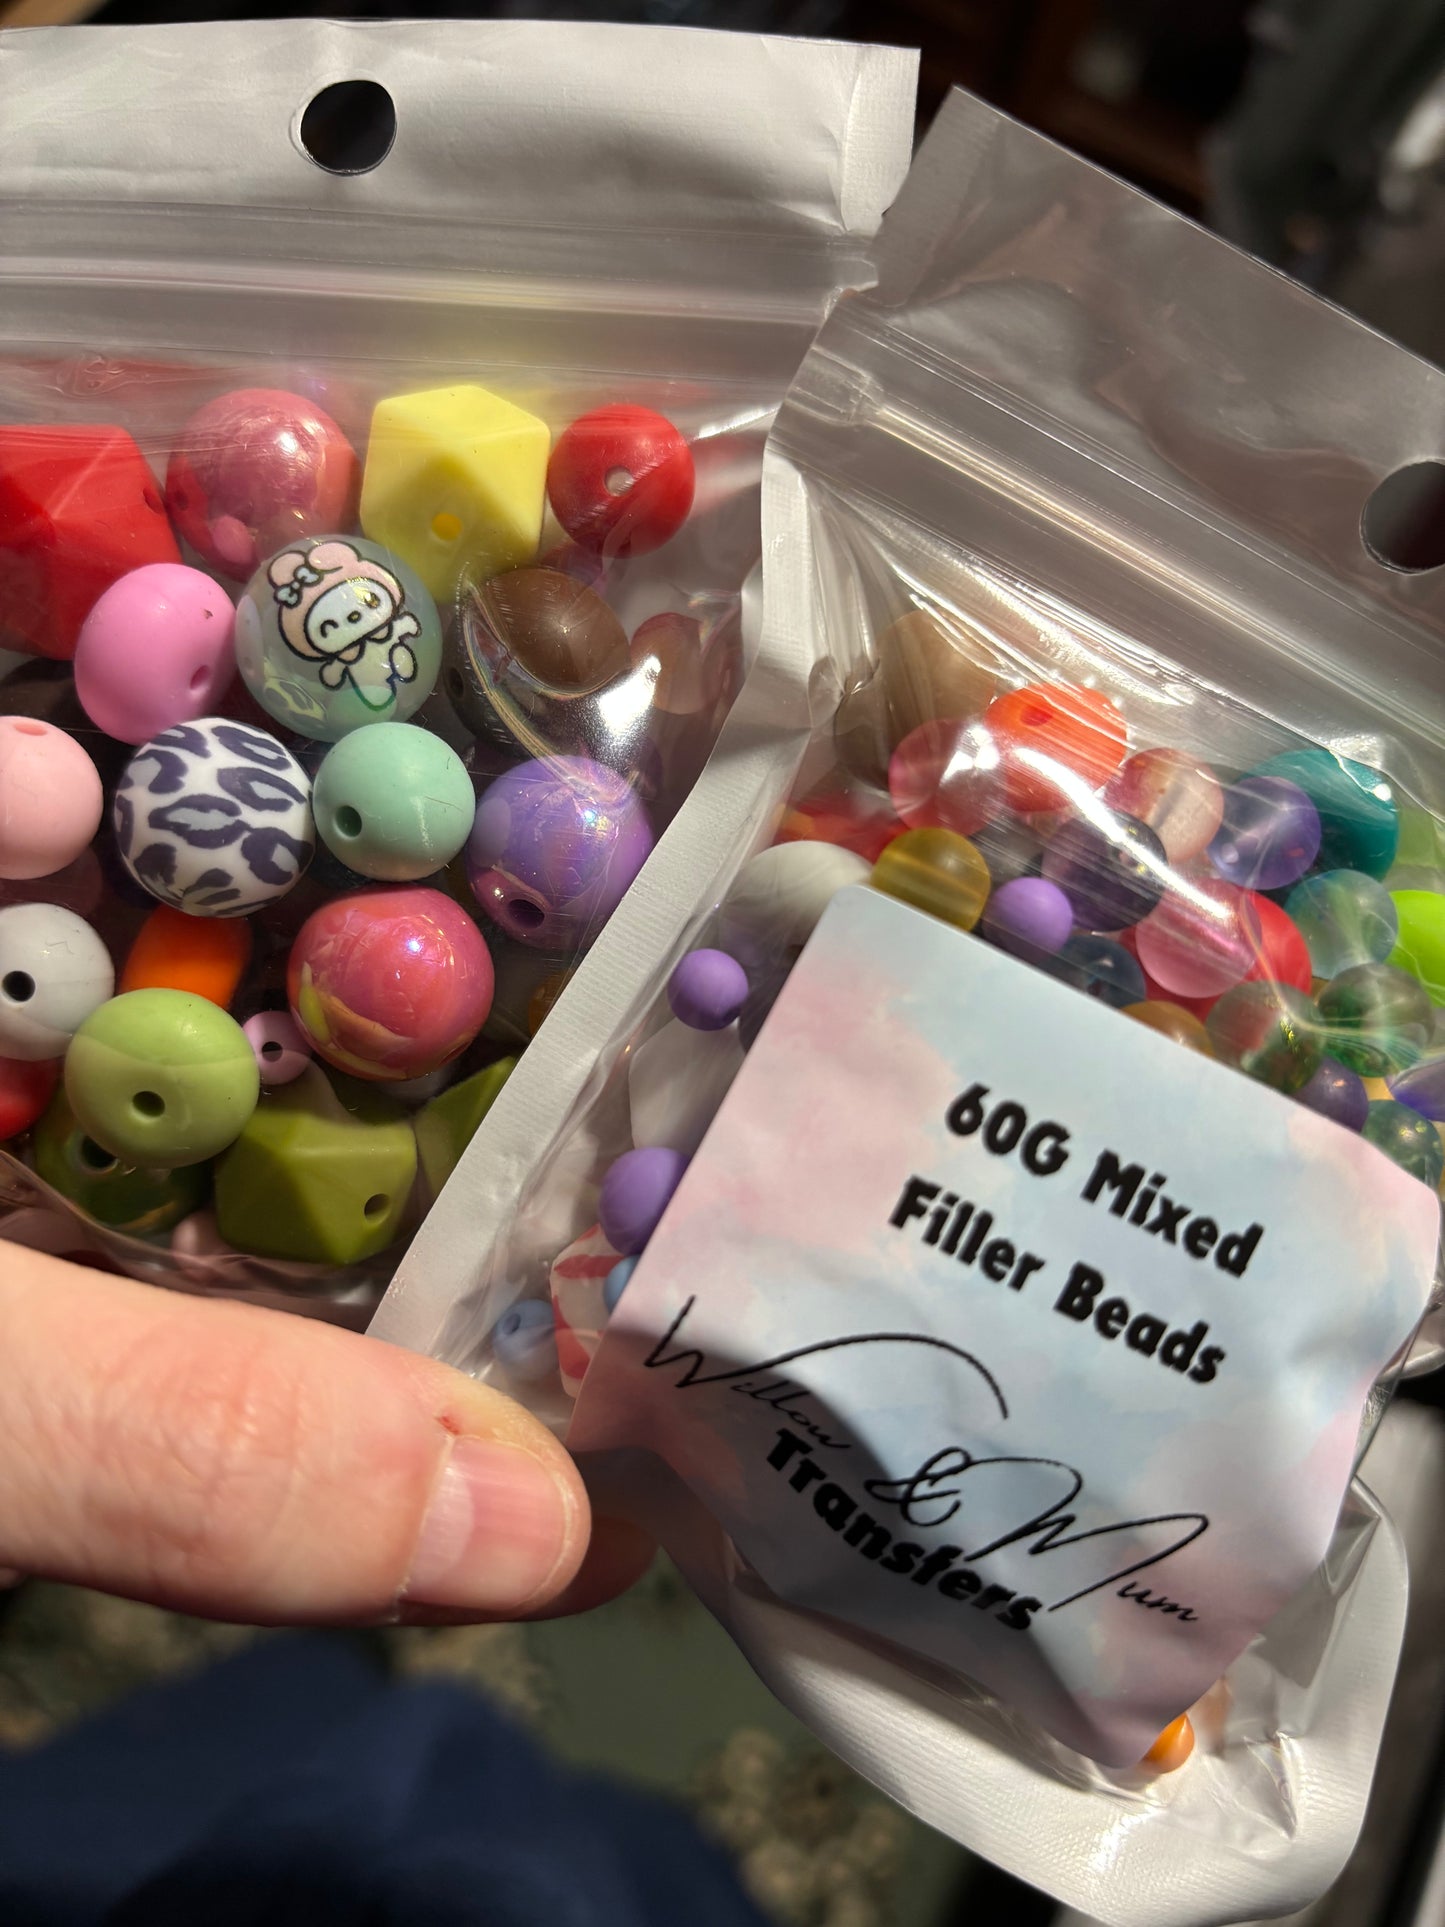 60G Mixed
Filler Beads
Willow & Mum
Transfers